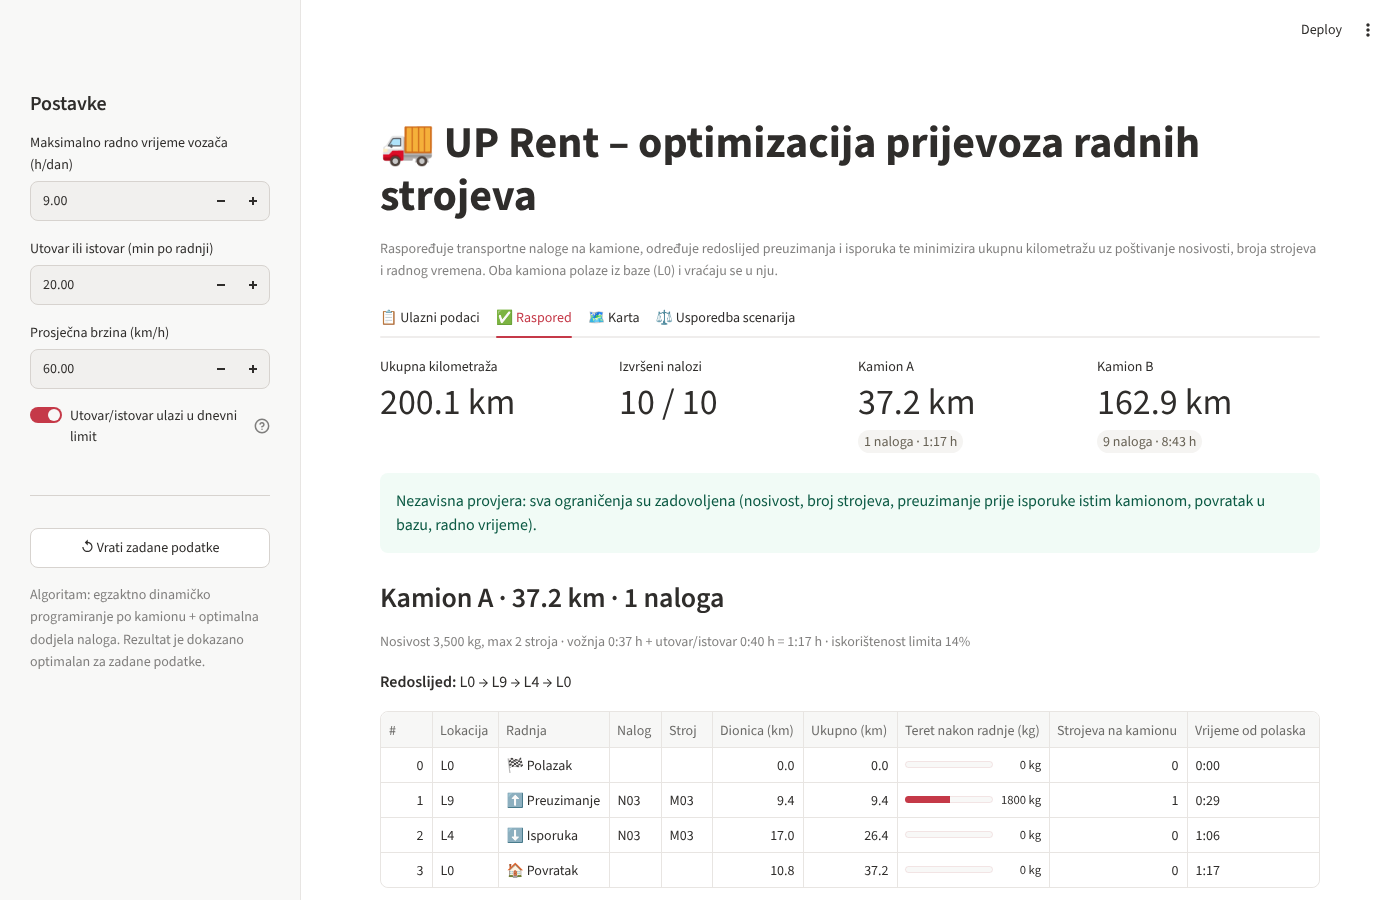 Deploy
Postavke
Maksimalno radno vrijeme vozača
(h/dan)
9.00
Utovar ili istovar (min po radnji)
20.00
Prosječna brzina (km/h)
60.00
Utovar/istovar ulazi u dnevni
limit
Vrati zadane podatke
Algoritam: egzaktno dinamičko
programiranje po kamionu + optimalna
dodjela naloga. Rezultat je dokazano
optimalan za zadane podatke.
🚚 UP Rent – optimizacija prijevoza radnih
strojeva
Raspoređuje transportne naloge na kamione, određuje redoslijed preuzimanja i isporuka te minimizira ukupnu kilometražu uz poštivanje nosivosti, broja strojeva
i radnog vremena. Oba kamiona polaze iz baze (L0) i vraćaju se u nju.
📋 Ulazni podaci ✅ Raspored 🗺️ Karta ⚖️ Usporedba scenarija
Ukupna kilometraža Izvršeni nalozi Kamion A Kamion B
200.1 km 10 / 10 37.2 km 162.9 km
1 naloga · 1:17 h 9 naloga · 8:43 h
Nezavisna provjera: sva ograničenja su zadovoljena (nosivost, broj strojeva, preuzimanje prije isporuke istim kamionom, povratak u
bazu, radno vrijeme).
Kamion A · 37.2 km · 1 naloga
Nosivost 3,500 kg, max 2 stroja · vožnja 0:37 h + utovar/istovar 0:40 h = 1:17 h · iskorištenost limita 14%
Redoslijed: L0 → L9 → L4 → L0
# Lokacija Radnja Nalog Stroj Dionica (km) Ukupno (km) Teret nakon radnje (kg) Strojeva na kamionu Vrijeme od polaska
0 L0 🏁 Polazak 0.0 0.0 0 kg 0 0:00
1 L9 ⬆️ Preuzimanje N03 M03 9.4 9.4 1800 kg 1 0:29
2 L4 ⬇️ Isporuka N03 M03 17.0 26.4 0 kg 0 1:06
3 L0 🏠 Povratak 10.8 37.2 0 kg 0 1:17